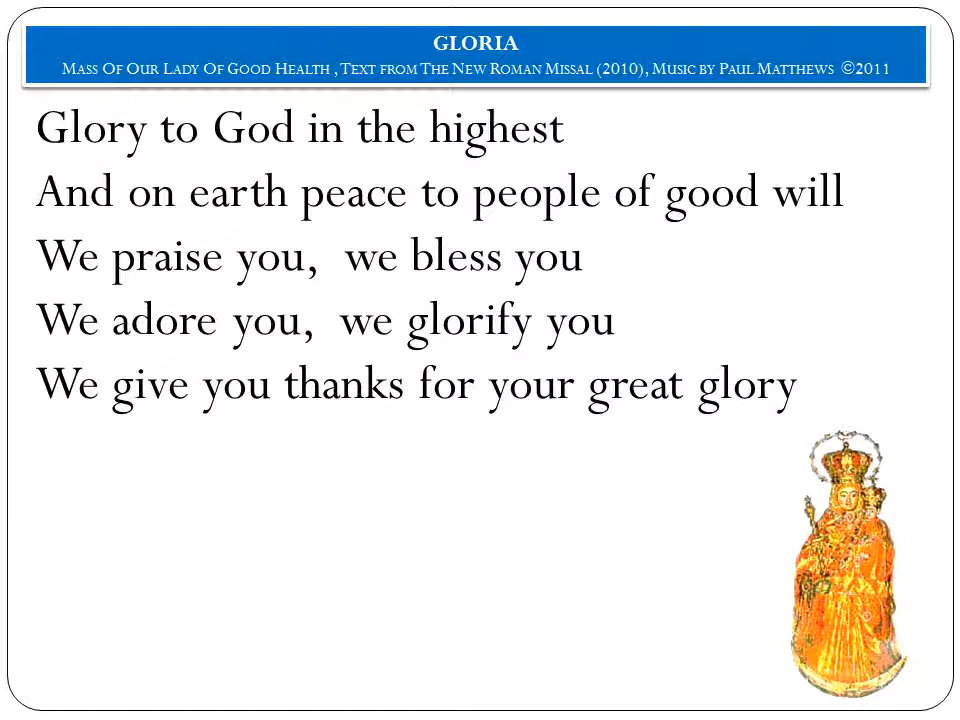 GLORIA
MASS OF OUR LADY OF GOOD HEALTH , TEXT FROM THE NEW ROMAN MISSAL (2010), MUSIC BY PAUL MATTHEWS ©2011
Glory to God in the highest
And on earth peace to people of good will
We praise you, we bless you
We adore you, we glorify you
We give you thanks for your great glory